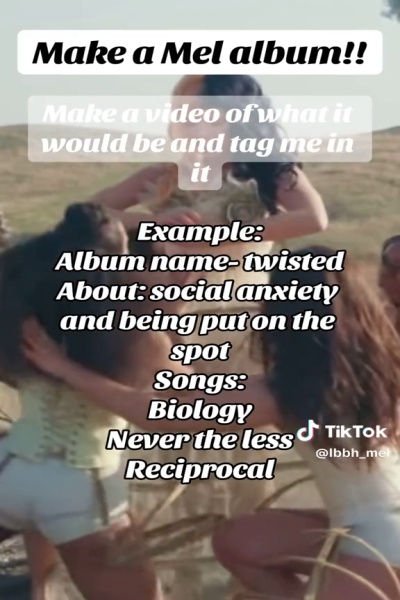 Make a Mel album!!
Make a video of what it
would be and tag me in
it
Example:
Album name- twisted
About: social anxiety
and being put on the
spot
Songs:
Biology
Never the less
Reciprocal
TikTok
@lbbh_mel